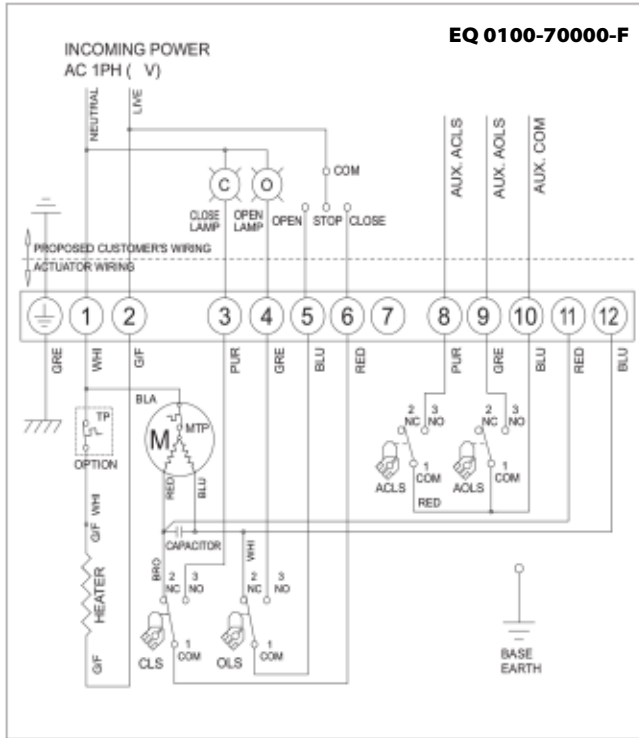 EQ 0100-70000-F
INCOMING POWER
AC 1PH ( V)
NEUTRAL
LIVE
AUX. ACLS
AUX. AOLS
AUX. COM
C
O
COM
CLOSE
LAMP
OPEN
LAMP
OPEN
STOP
CLOSE
PROPOSED CUSTOMER'S WIRING
ACTUATOR WIRING
1
2
3
4
5
6
7
8
9
10
11
12
GRE
WHI
G/F
PUR
GRE
BLU
RED
PUR
GRE
BLU
RED
BLU
BLA
TP
OPTION
M
MTP
RED
BLU
2
NC
3
NO
2
NC
3
NO
1
COM
1
COM
ACLS
AOLS
RED
G/F WHI
CAPACITOR
BRO
WHI
HEATER
2
NC
3
NO
2
NC
3
NO
1
COM
1
COM
CLS
OLS
G/F
BASE
EARTH